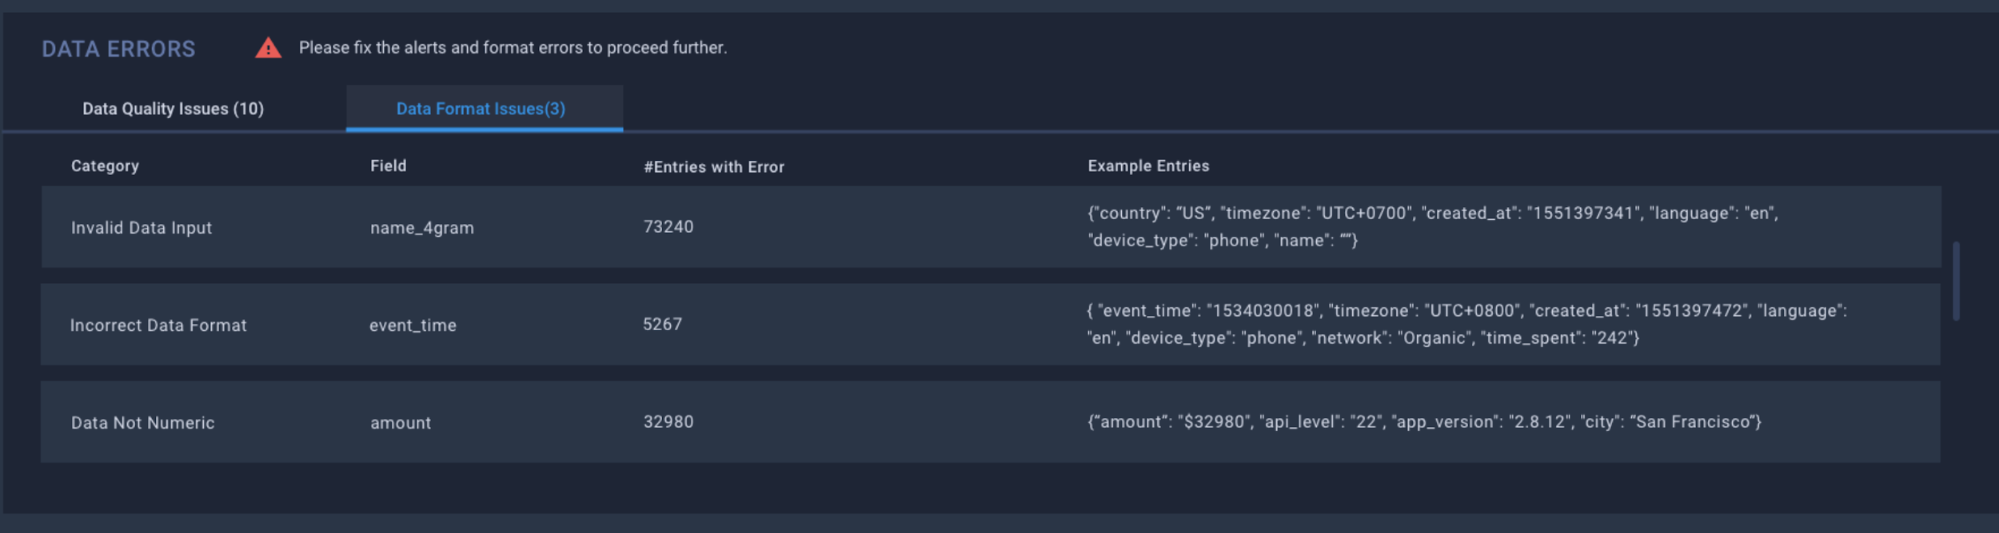 DATA ERRORS
Please fix the alerts and format errors to proceed further.
Data Quality Issues (10)
Data Format Issues(3)
Category Field #Entries with Error Example Entries
Invalid Data Input name_4gram 73240 {"country": “US“, "timezone": "UTC+0700", "created_at": "1551397341", "language": "en",
"device_type": "phone", "name": “”}
Incorrect Data Format event_time 5267 { "event_time": "1534030018", "timezone": "UTC+0800", "created_at": "1551397472", "language":
"en", "device_type": "phone", "network": "Organic", "time_spent": "242"}
Data Not Numeric amount 32980 {“amount“: "$32980", "api_level": "22", "app_version": "2.8.12", "city": “San Francisco”}